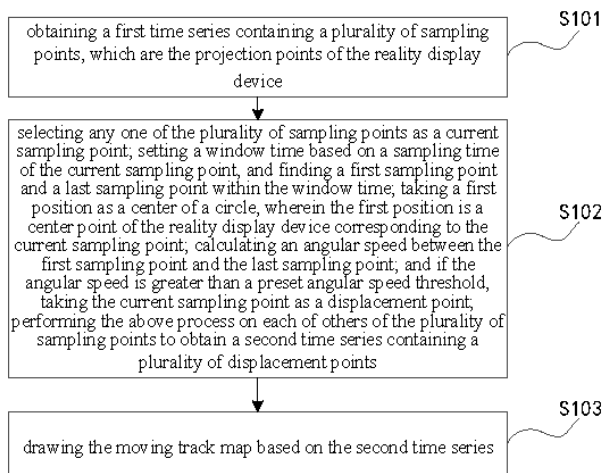 S101
obtaining a first time series containing a plurality of sampling
points, which are the projection points of the reality display
device
selecting any one of the plurality of sampling points as a current
sampling point; setting a window time based on a sampling time
of the current sampling point, and finding a first sampling point
and a last sampling point within the window time; taking a first
position as a center of a circle, wherein the first position is a
center point of the reality display device corresponding to the
current sampling point; calculating an angular speed between the
first sampling point and the last sampling point; and if the
angular speed is greater than a preset angular speed threshold,
taking the current sampling point as a displacement point;
performing the above process on each of others of the plurality of
sampling points to obtain a second time series containing a
plurality of displacement points
S102
S103
drawing the moving track map based on the second time series